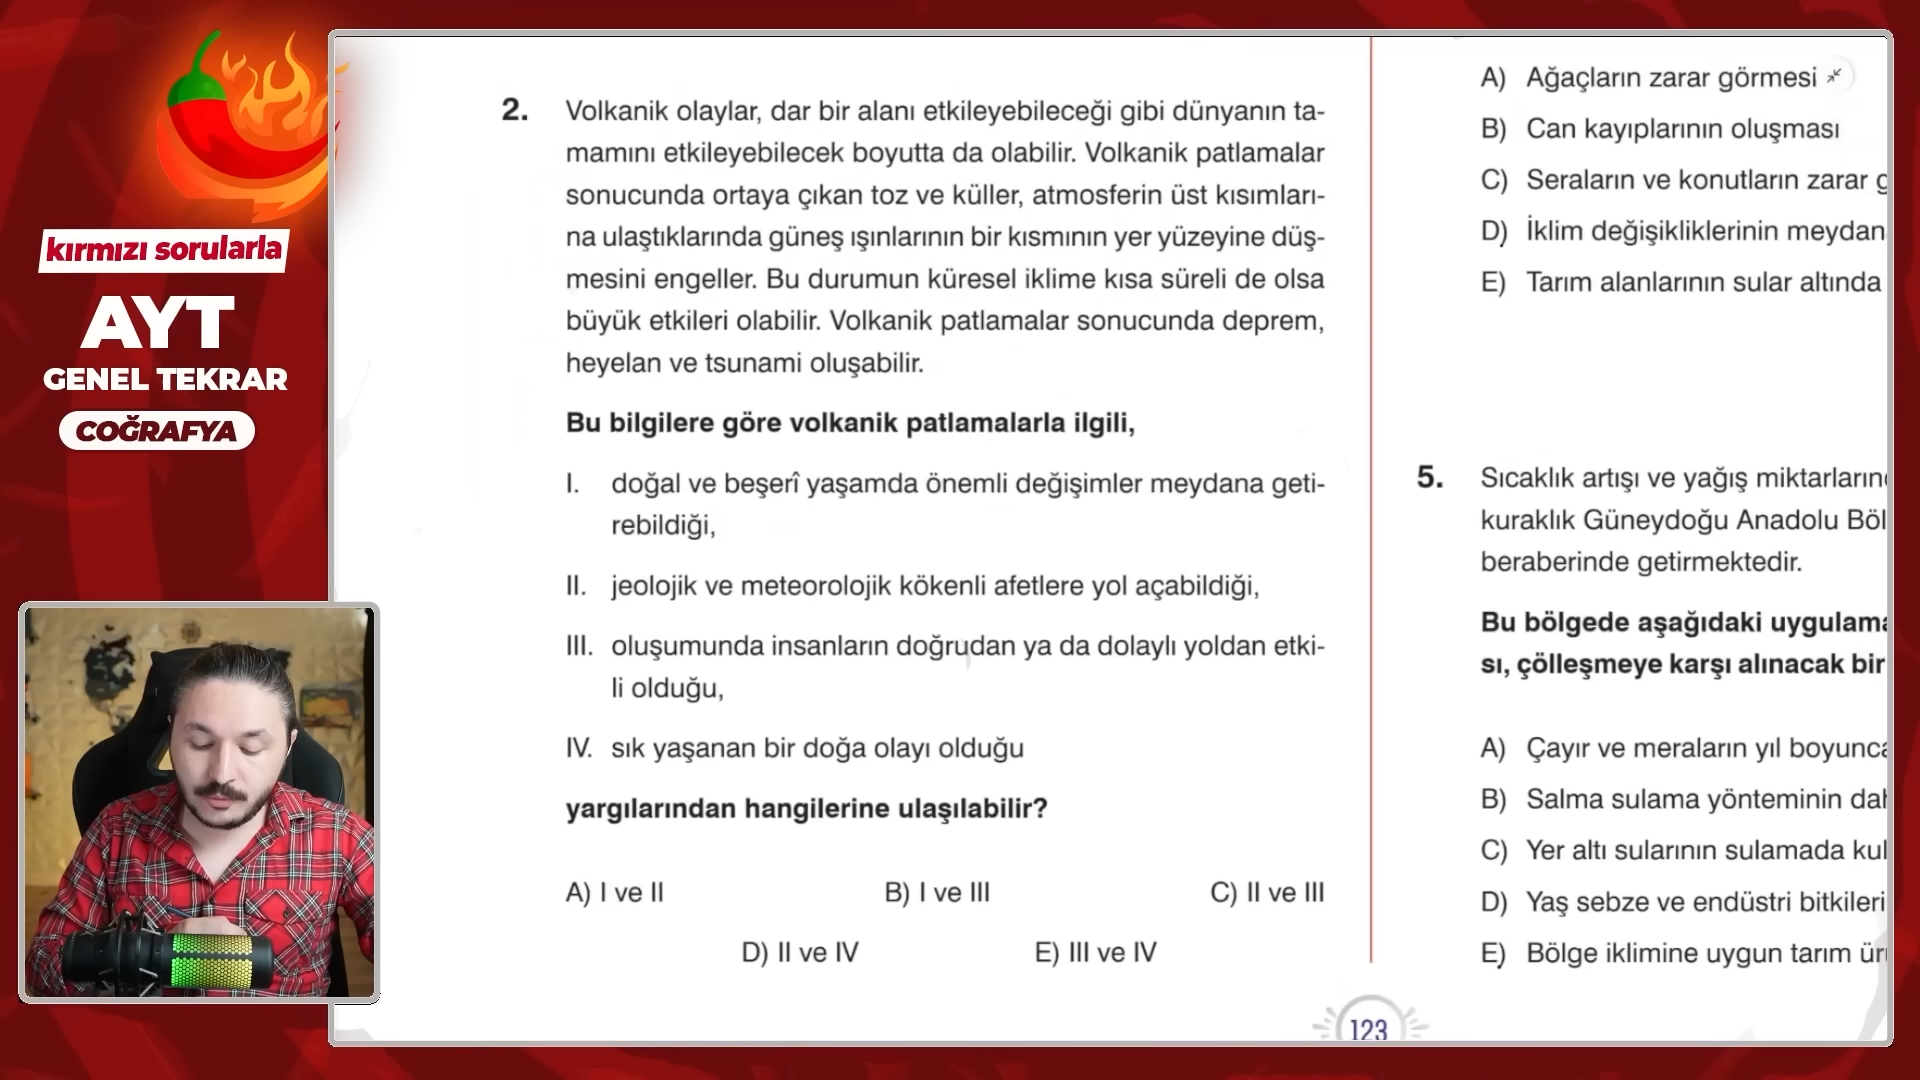 kırmızı sorularla
AYT
GENEL TEKRAR
COĞRAFYA
2. Volkanik olaylar, dar bir alanı etkileyebileceği gibi dünyanın ta-
mamını etkileyebilecek boyutta da olabilir. Volkanik patlamalar
sonucunda ortaya çıkan toz ve küller, atmosferin üst kısımları-
na ulaştıklarında güneş ışınlarının bir kısmının yer yüzeyine düş-
mesini engeller. Bu durumun küresel iklime kısa süreli de olsa
büyük etkileri olabilir. Volkanik patlamalar sonucunda deprem,
heyelan ve tsunami oluşabilir.
Bu bilgilere göre volkanik patlamalarla ilgili,
I. doğal ve beşerî yaşamda önemli değişimler meydana geti-
rebildiği,
II. jeolojik ve meteorolojik kökenli afetlere yol açabildiği,
III. oluşumunda insanların doğrudan ya da dolaylı yoldan etki-
li olduğu,
IV. sık yaşanan bir doğa olayı olduğu
yargılarından hangilerine ulaşılabilir?
A) I ve II B) I ve III C) II ve III
D) II ve IV E) III ve IV
A) Ağaçların zarar görmesi
B) Can kayıplarının oluşması
C) Seraların ve konutların zarar
D) İklim değişikliklerinin meydan
E) Tarım alanlarının sular altında
5. Sıcaklık artışı ve yağış miktarların
kuraklık Güneydoğu Anadolu Böl
beraberinde getirmektedir.
Bu bölgede aşağıdaki uygulama
sı, çölleşmeye karşı alınacak bir
A) Çayır ve meraların yıl boyunca
B) Salma sulama yönteminin da
C) Yer altı sularının sulamada kul
D) Yaş sebze ve endüstri bitkileri
E) Bölge iklimine uygun tarım ür
123